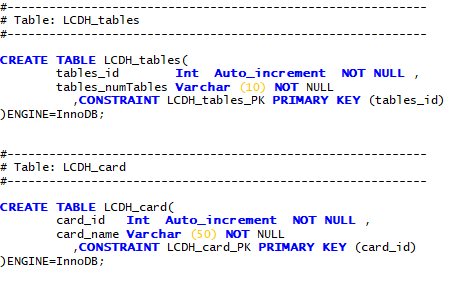 #------------------------------------------------------------
# Table: LCDH_tables
#------------------------------------------------------------
CREATE TABLE LCDH_tables(
tables_id Int Auto_increment NOT NULL ,
tables_numTables Varchar (10) NOT NULL
,CONSTRAINT LCDH_tables_PK PRIMARY KEY (tables_id)
)ENGINE=InnoDB;
#------------------------------------------------------------
# Table: LCDH_card
#------------------------------------------------------------
CREATE TABLE LCDH_card(
card_id Int Auto_increment NOT NULL ,
card_name Varchar (50) NOT NULL
,CONSTRAINT LCDH_card_PK PRIMARY KEY (card_id)
)ENGINE=InnoDB;